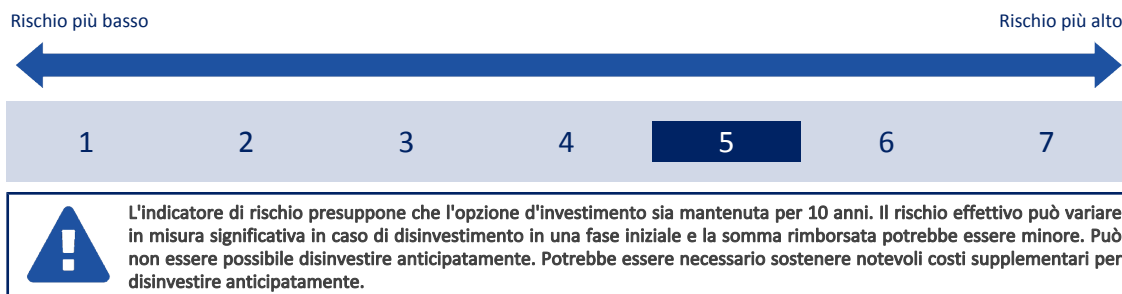 Rischio più basso Rischio più alto
1 2 3 4 5 6 7
L'indicatore di rischio presuppone che l'opzione d'investimento sia mantenuta per 10 anni. Il rischio effettivo può variare
in misura significativa in caso di disinvestimento in una fase iniziale e la somma rimborsata potrebbe essere minore. Può
non essere possibile disinvestire anticipatamente. Potrebbe essere necessario sostenere notevoli costi supplementari per
disinvestire anticipatamente.